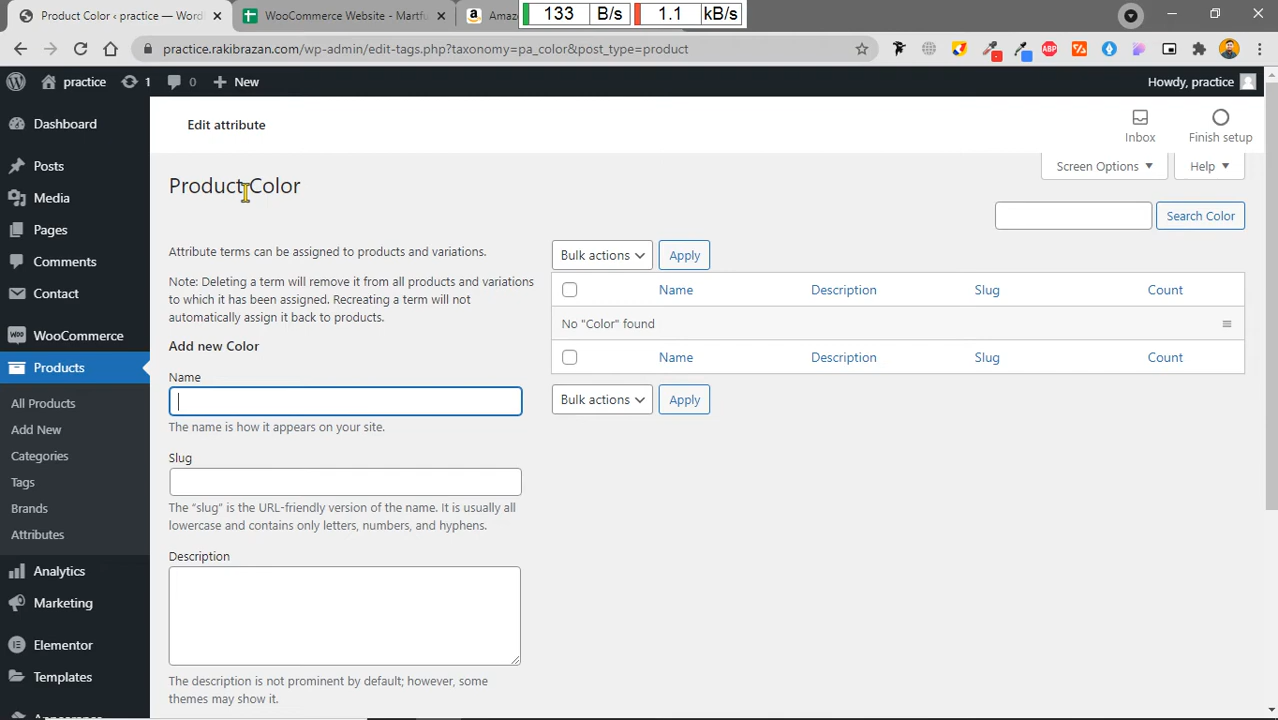 Product Color ‹ practice — Word
WooCommerce Website - Martfu
Amaz
133 B/s 1.1 kB/s
practice.rakibrazan.com/wp-admin/edit-tags.php?taxonomy=pa_color&post_type=product
practice 1 0 New
Howdy, practice
Dashboard
Posts
Media
Pages
Comments
Contact
WooCommerce
Products
All Products
Add New
Categories
Tags
Brands
Attributes
Analytics
Marketing
Elementor
Templates
Appearance
Edit attribute
Inbox
Finish setup
Screen Options
Help
Product Color
Search Color
Attribute terms can be assigned to products and variations.
Note: Deleting a term will remove it from all products and variations
to which it has been assigned. Recreating a term will not
automatically assign it back to products.
Add new Color
Name
The name is how it appears on your site.
Slug
The “slug” is the URL-friendly version of the name. It is usually all
lowercase and contains only letters, numbers, and hyphens.
Description
The description is not prominent by default; however, some
themes may show it.
Bulk actions Apply
Name Description Slug Count
No "Color" found
Name Description Slug Count
Bulk actions Apply